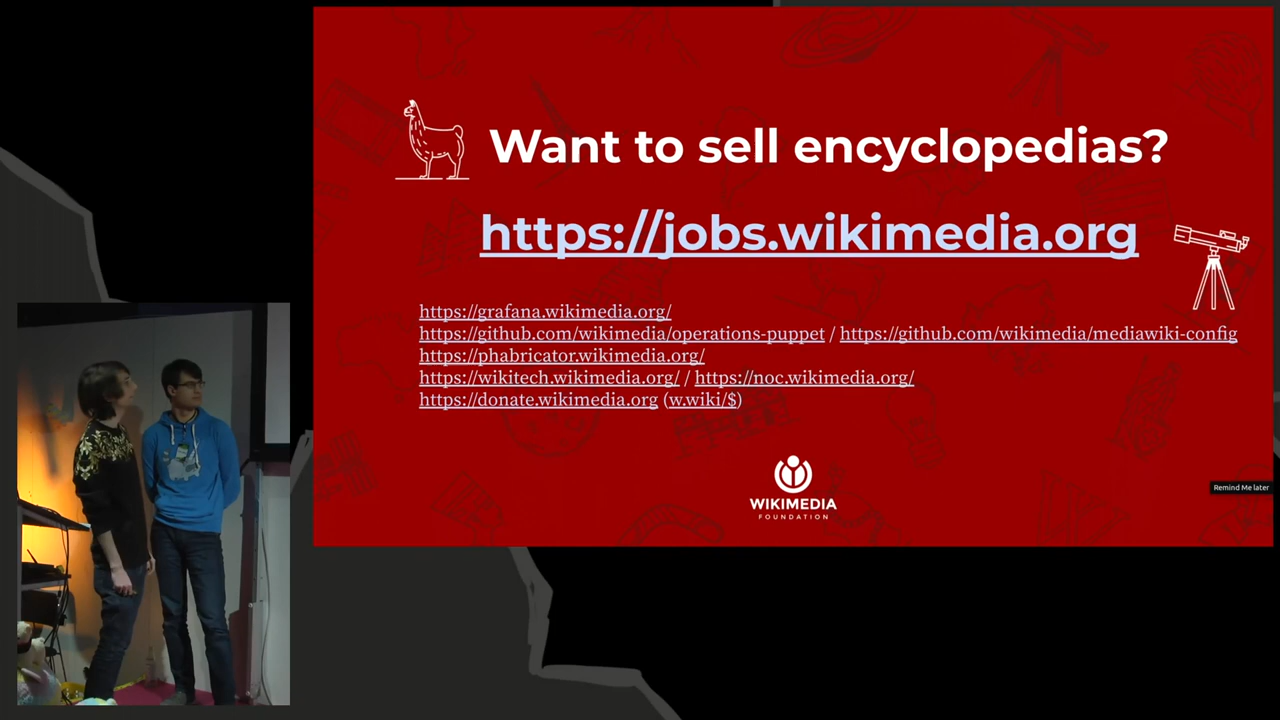 Want to sell encyclopedias?
https://jobs.wikimedia.org
https://grafana.wikimedia.org/
https://github.com/wikimedia/operations-puppet / https://github.com/wikimedia/mediawiki-config
https://phabricator.wikimedia.org/
https://wikitech.wikimedia.org/ / https://noc.wikimedia.org/
https://donate.wikimedia.org (w.wiki/$)
Remind Me later
WIKIMEDIA
FOUNDATION